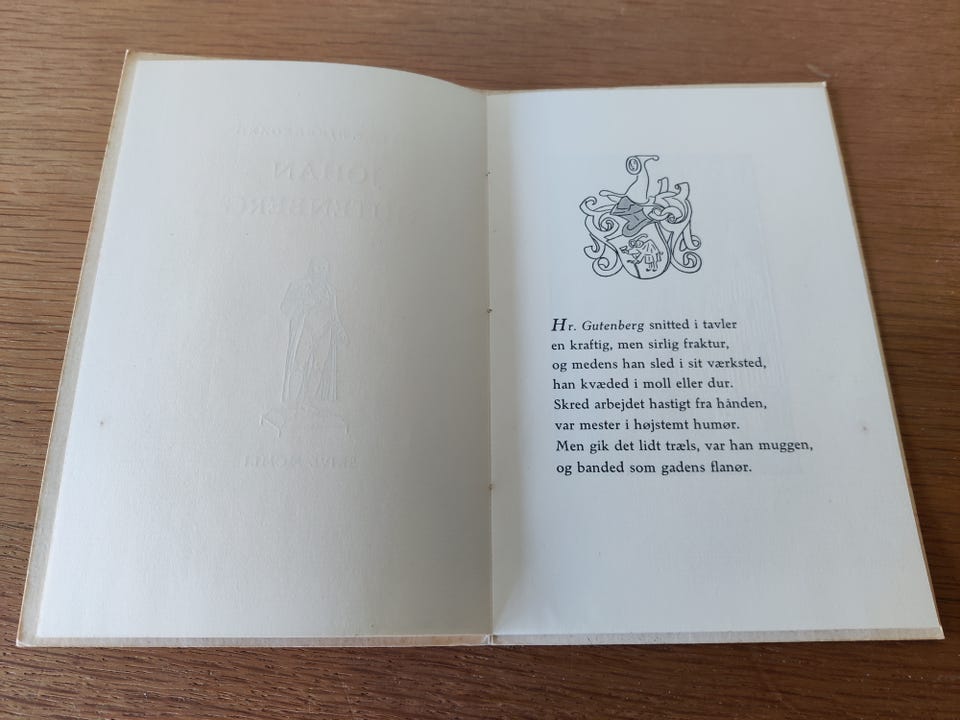 JOHAN
Hr. Gutenberg snitted i tavler
en kraftig, men sirlig fraktur,
og medens han sled i sit værksted,
han kvæded i moll eller dur.
Skred arbejdet hastigt fra hånden,
var mester i højstemt humør.
Men gik det lidt træls, var han muggen,
og banded som gadens flanør.